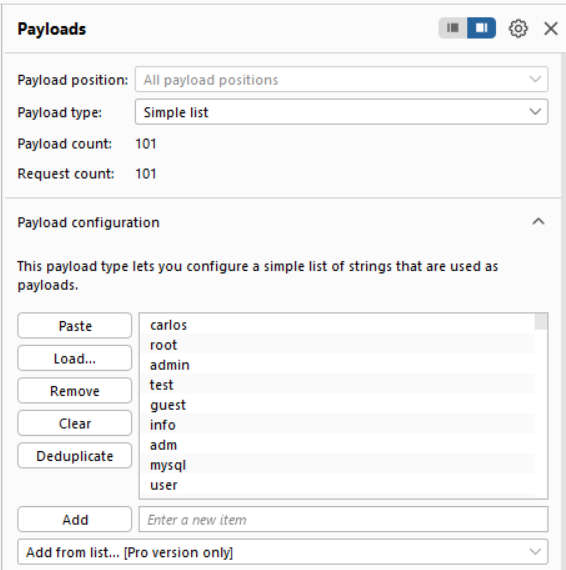 Payloads
Payload position: All payload positions
Payload type: Simple list
Payload count: 101
Request count: 101
Payload configuration
This payload type lets you configure a simple list of strings that are used as
payloads.
Paste
Load...
Remove
Clear
Deduplicate
carlos
root
admin
test
guest
info
adm
mysql
user
Add
Enter a new item
Add from list... [Pro version only]